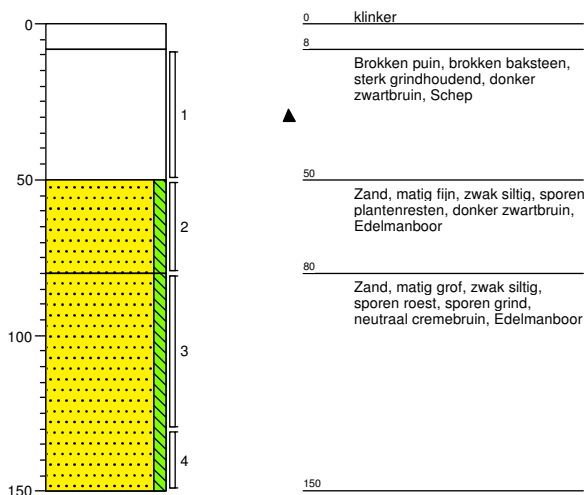 0
50
100
150
1
2
3
4
0
klinker
8
Brokken puin, brokken baksteen,
sterk grindhoudend, donker
zwartbruin, Schep
50
Zand, matig fijn, zwak siltig, sporen
plantenresten, donker zwartbruin,
Edelmanboor
80
Zand, matig grof, zwak siltig,
sporen roest, sporen grind,
neutraal cremebruin, Edelmanboor
150